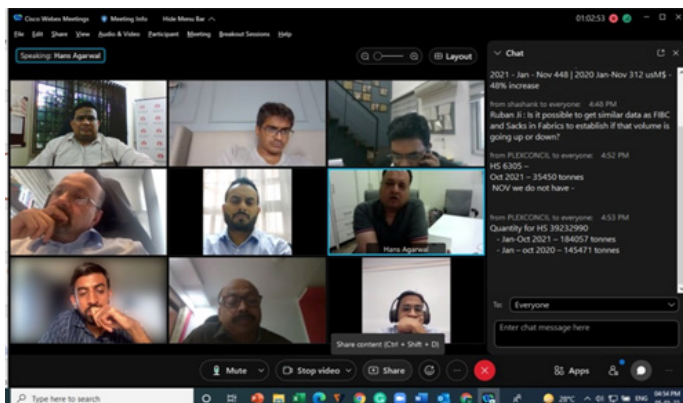 Cisco Webex Meetings
Meeting Info
Hide Menu Bar
01:02:53
File Edit Share View Audio & Video Participant Meeting Breakout Sessions Help
Speaking: Hans Agarwal
Layout
Chat
2021 - Jan - Nov 448 | 2020 Jan-Nov 312 usM$ -
48% increase
from shashank to everyone: 4:48 PM
Ruban Ji : Is it possible to get similar data as FIBC
and Sacks in Fabrics to establish if that volume is
going up or down?
from PLEXCONCIL to everyone: 4:52 PM
HS 6305 –
Oct 2021 – 35450 tonnes
NOV we do not have -
from PLEXCONCIL to everyone: 4:53 PM
Quantity for HS 39232990
- Jan-Oct 2021 – 184057 tonnes
- Jan – oct 2020 – 145471 tonnes
Hans Agarwal
To: Everyone
Enter chat message here
Share content (Ctrl + Shift + D)
Mute
Stop video
Share
Apps
Type here to search
28°C
ENG
04:54 PM